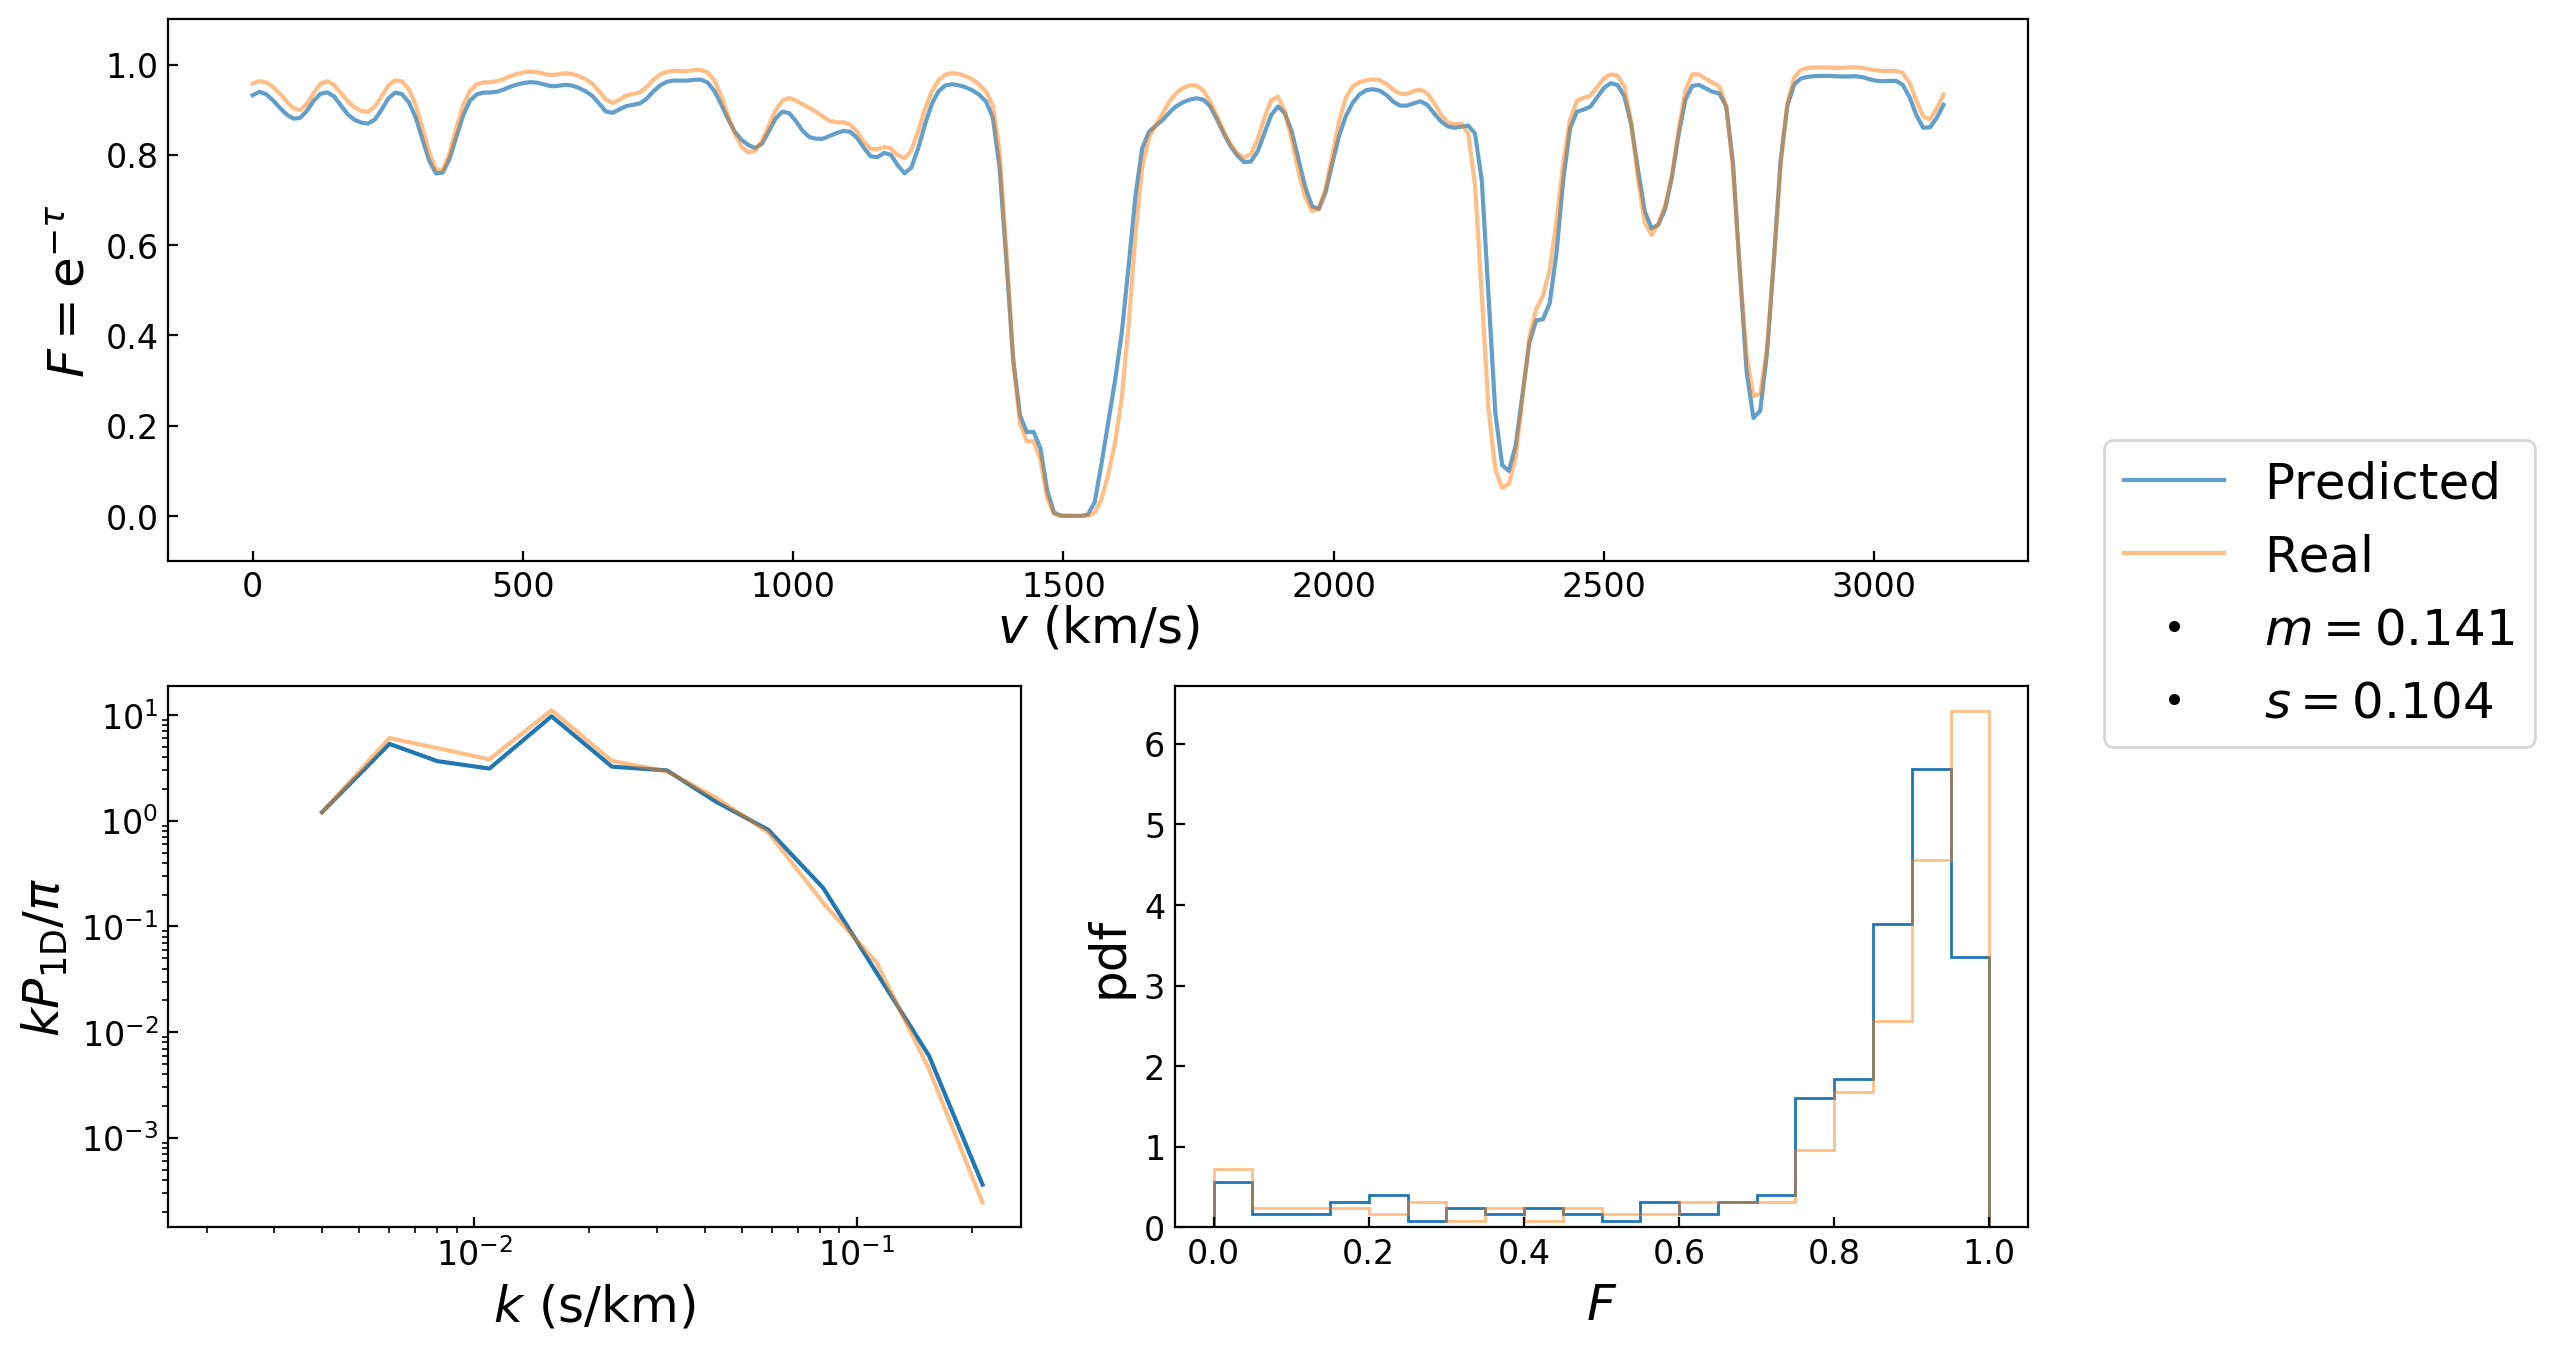 F = e^{−τ}
1.0
0.8
0.6
0.4
0.2
0.0
0 500 1000 1500 2000 2500 3000
v (km/s)
Predicted
Real
m = 0.141
s = 0.104
kP_{1D}/π
10^1
10^0
10^{−1}
10^{−2}
10^{−3}
10^{−2} 10^{−1}
k (s/km)
pdf
6
5
4
3
2
1
0
0.0 0.2 0.4 0.6 0.8 1.0
F